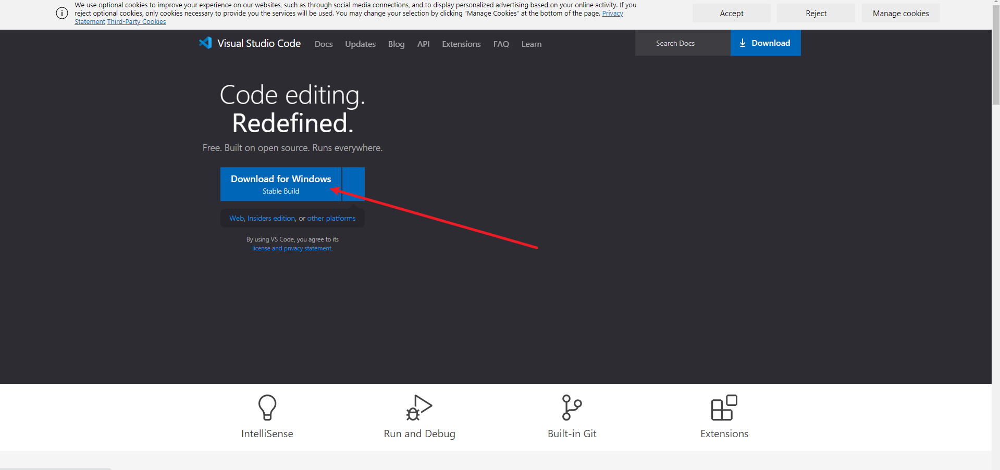 We use optional cookies to improve your experience on our websites, such as through social media connections, and to display personalized advertising based on your online activity. If you
reject optional cookies, only cookies necessary to provide you the services will be used. You may change your selection by clicking “Manage Cookies” at the bottom of the page. Privacy
Statement Third-Party Cookies
Accept
Reject
Manage cookies
Visual Studio Code
Docs
Updates
Blog
API
Extensions
FAQ
Learn
Search Docs
Download
Code editing.
Redefined.
Free. Built on open source. Runs everywhere.
Download for Windows
Stable Build
Web, Insiders edition, or other platforms
By using VS Code, you agree to its
license and privacy statement.
IntelliSense
Run and Debug
Built-in Git
Extensions